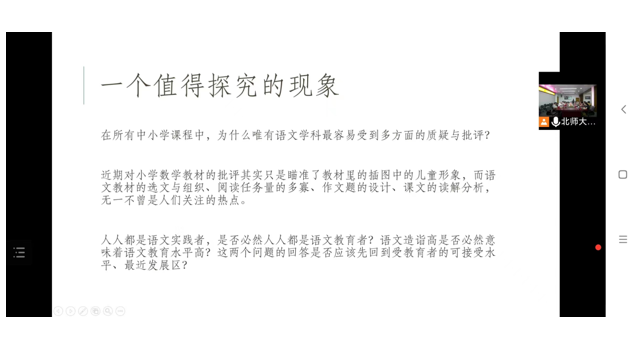 一个值得探究的现象
在所有中小学课程中，为什么唯有语文学科最容易受到多方面的质疑与批评？
近期对小学数学教材的批评其实只是瞄准了教材里的插图中的儿童形象，而语
文教材的选文与组织、阅读任务量的多寡、作文题的设计、课文的读解分析，
无一不曾是人们关注的热点。
人人都是语文实践者，是否必然人人都是语文教育者？语文造诣高是否必然意
味着语文教育水平高？这两个问题的回答是否应该先回到受教育者的可接受水
平、最近发展区？
北师大...